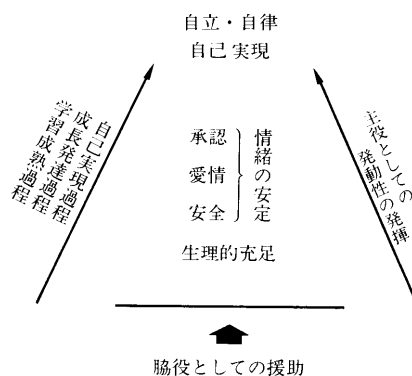 自立・自律
自己実現
自己実現過程
成長発達過程
学習成熟過程
承認
愛情
安全
情緒の安定
生理的充足
主役としての
発動性の発揮
脇役としての援助